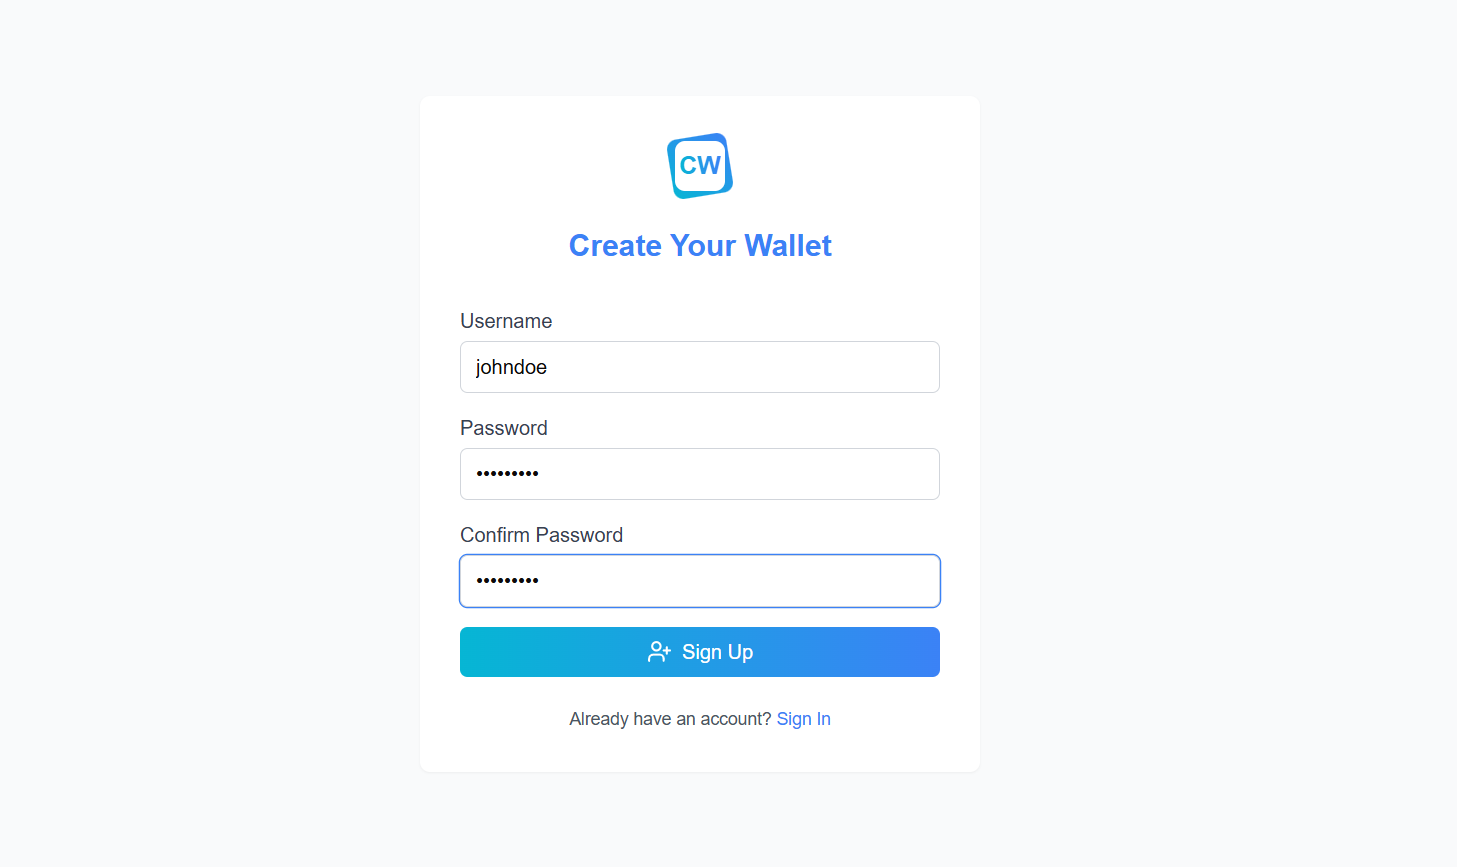 CW
Create Your Wallet
Username
johndoe
Password
•••••••••
Confirm Password
•••••••••
Sign Up
Already have an account? Sign In